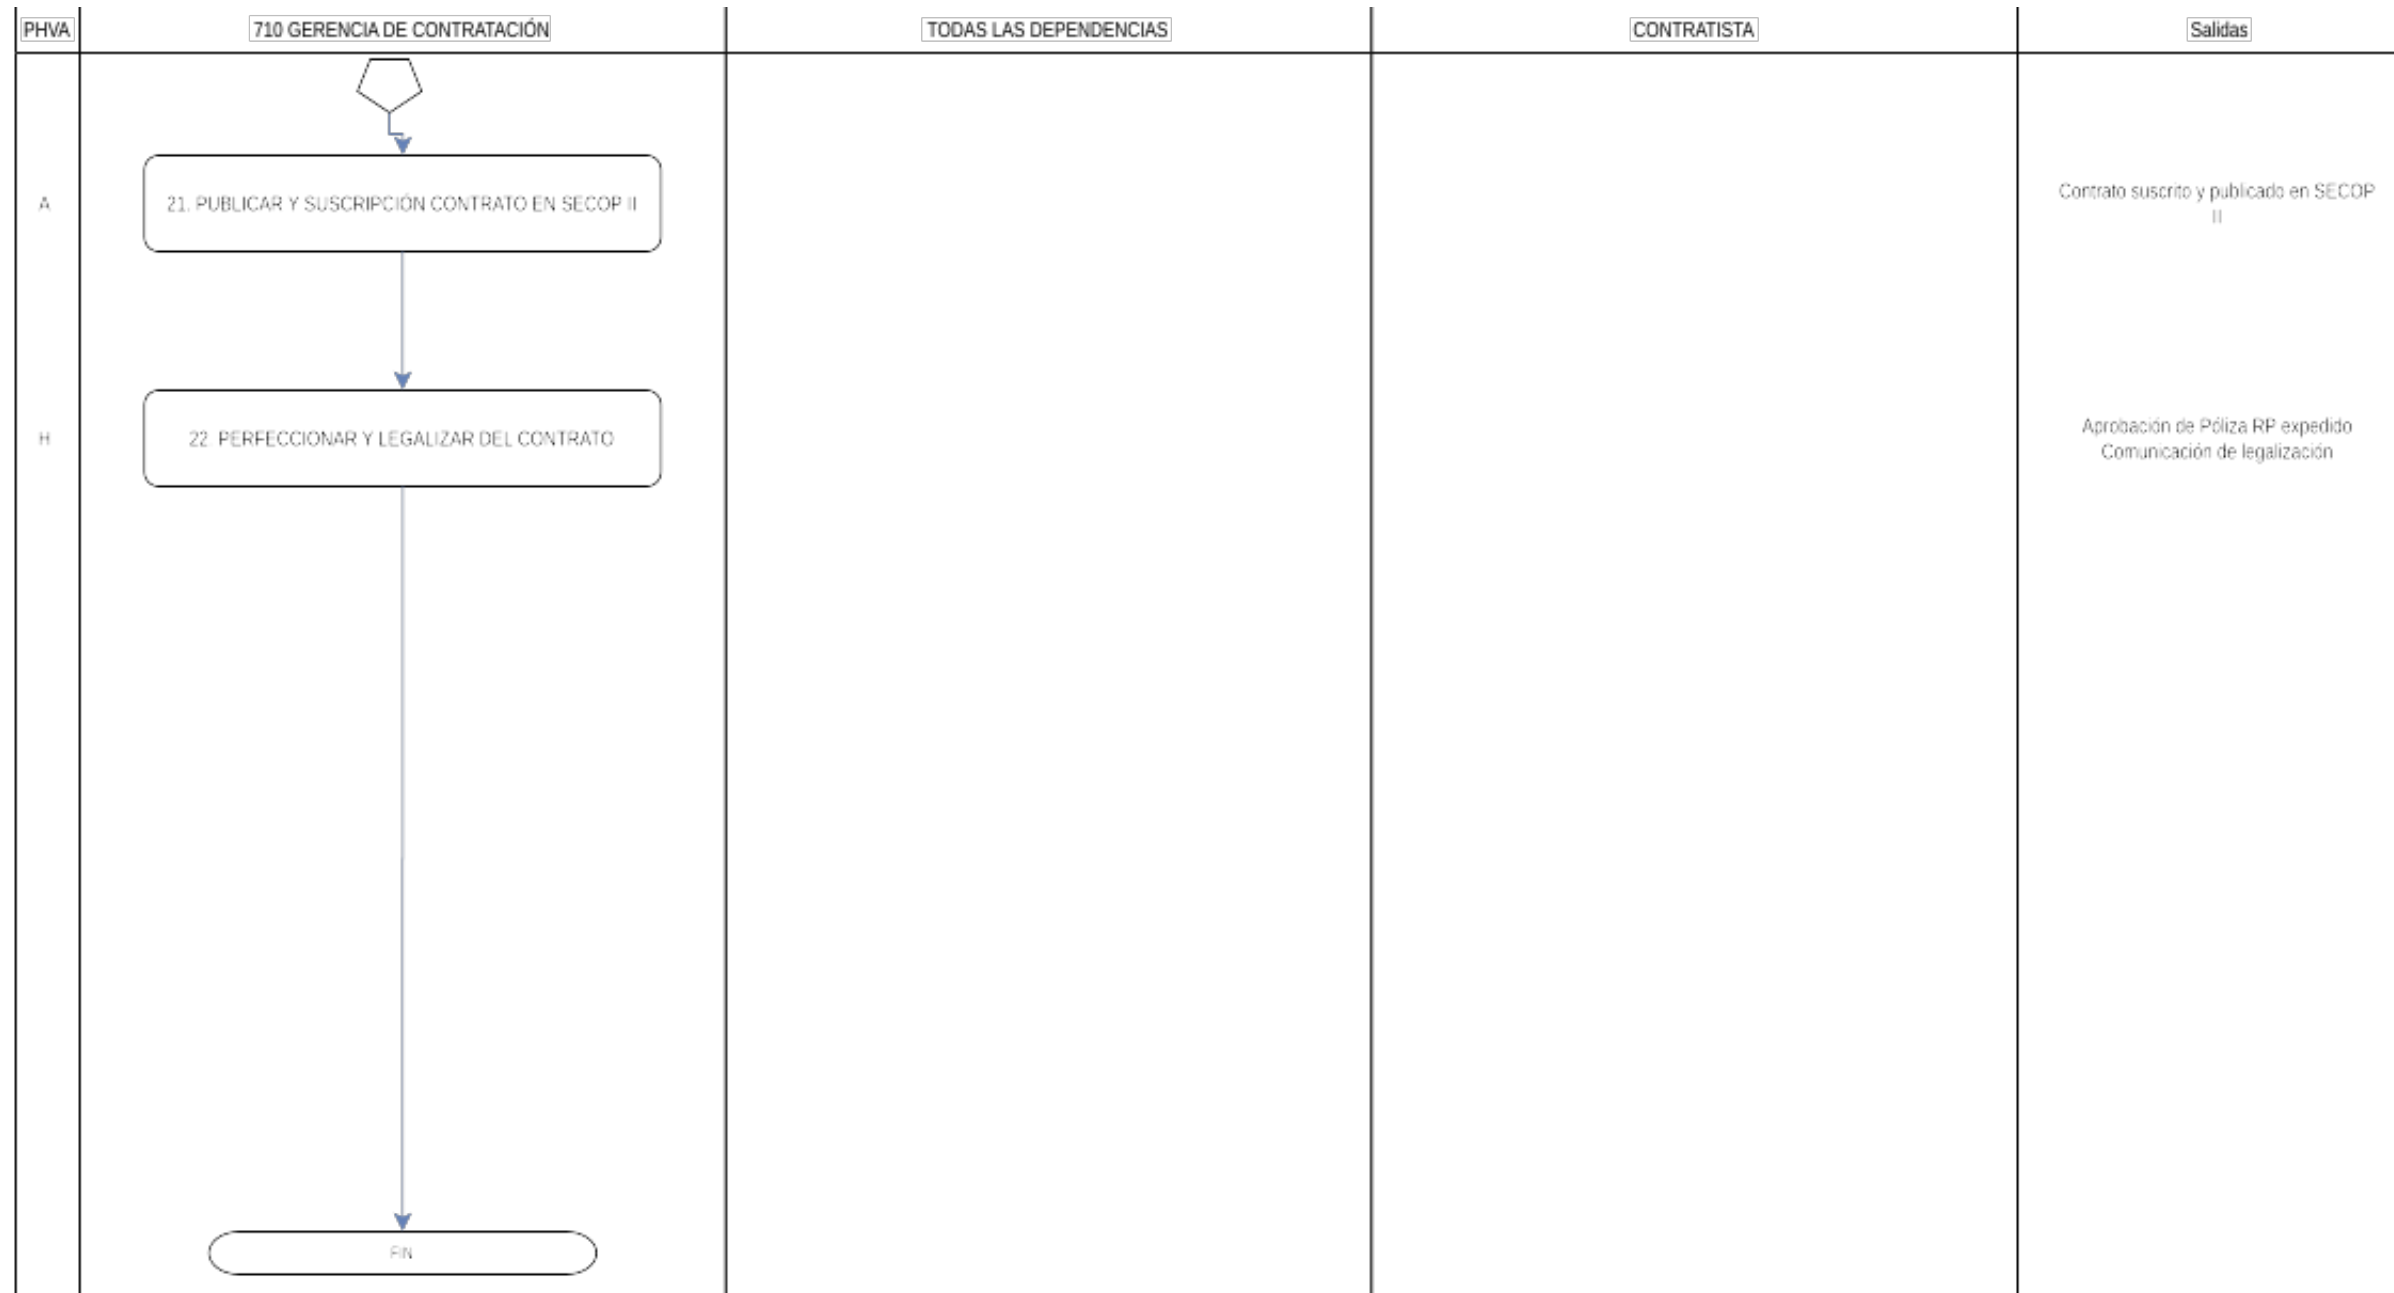 PHVA
710 GERENCIA DE CONTRATACIÓN
TODAS LAS DEPENDENCIAS
CONTRATISTA
Salidas
A
21. PUBLICAR Y SUSCRIPCIÓN CONTRATO EN SECOP II
Contrato suscrito y publicado en SECOP
II
H
22. PERFECCIONAR Y LEGALIZAR DEL CONTRATO
Aprobación de Póliza RP expedido
Comunicación de legalización
FIN